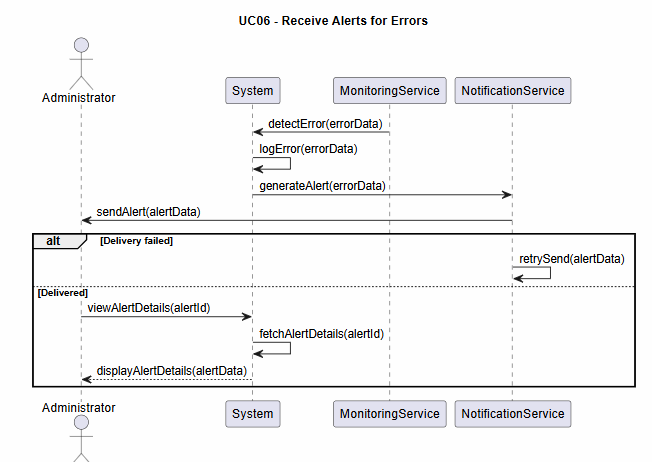 UC06 - Receive Alerts for Errors
Administrator
System
MonitoringService
NotificationService
detectError(errorData)
logError(errorData)
generateAlert(errorData)
sendAlert(alertData)
alt
[Delivery failed]
retrySend(alertData)
[Delivered]
viewAlertDetails(alertId)
fetchAlertDetails(alertId)
displayAlertDetails(alertData)
Administrator
System
MonitoringService
NotificationService